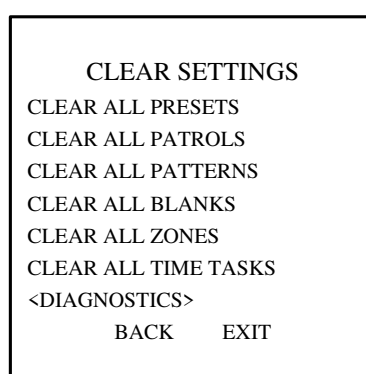 CLEAR SETTINGS
CLEAR ALL PRESETS
CLEAR ALL PATROLS
CLEAR ALL PATTERNS
CLEAR ALL BLANKS
CLEAR ALL ZONES
CLEAR ALL TIME TASKS
<DIAGNOSTICS>
BACK EXIT